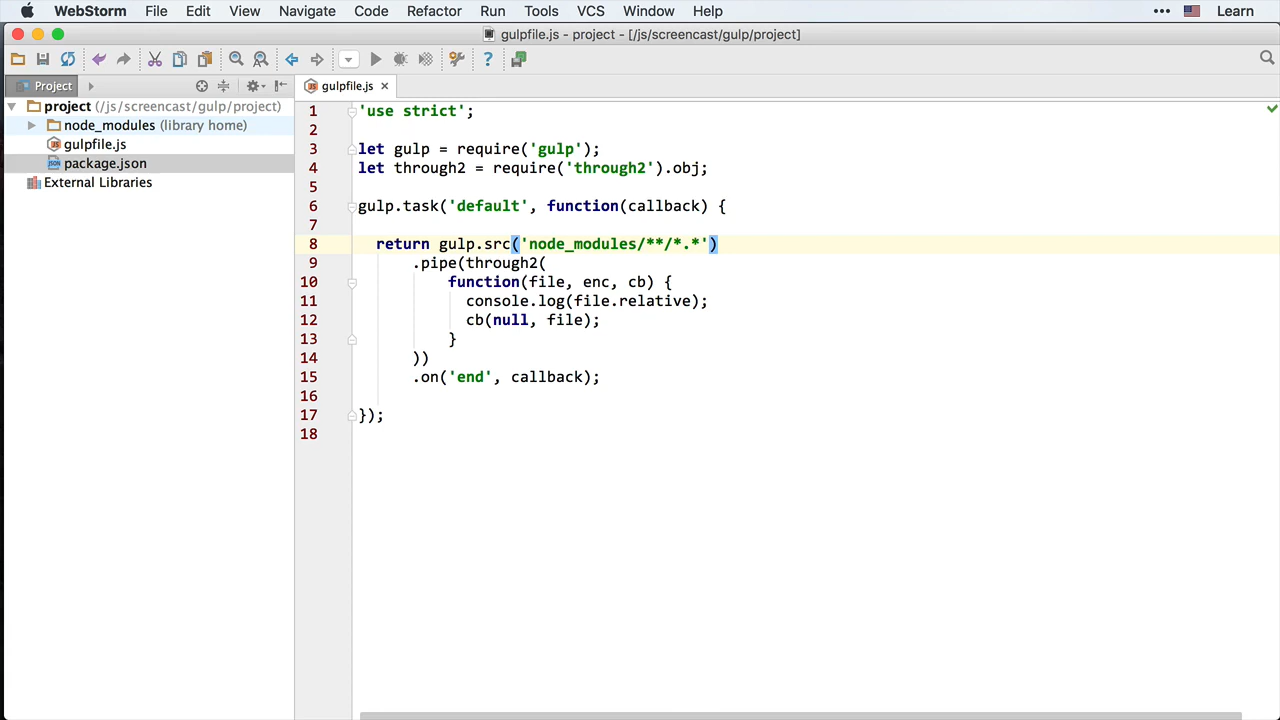 WebStorm File Edit View Navigate Code Refactor Run Tools VCS Window Help ••• Learn
gulpfile.js - project - [/js/screencast/gulp/project]
Project
gulpfile.js
project (/js/screencast/gulp/project)
node_modules (library home)
gulpfile.js
package.json
External Libraries
1 'use strict';
2
3 let gulp = require('gulp');
4 let through2 = require('through2').obj;
5
6 gulp.task('default', function(callback) {
7
8 return gulp.src('node_modules/**/*.*')
9 .pipe(through2(
10 function(file, enc, cb) {
11 console.log(file.relative);
12 cb(null, file);
13 }
14 ))
15 .on('end', callback);
16
17 });
18